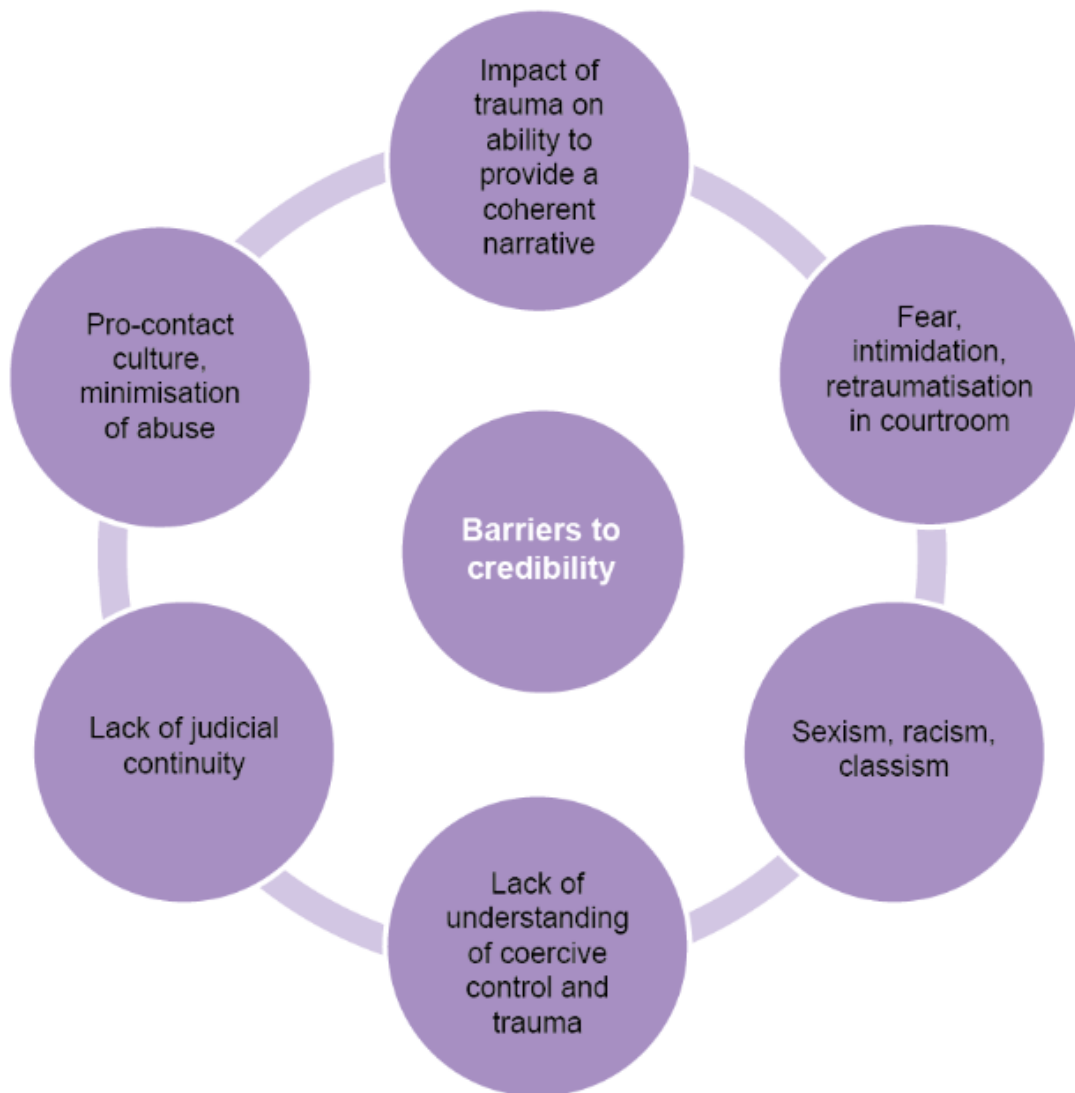 Impact of
trauma on
ability to
provide a
coherent
narrative
Fear,
intimidation,
retraumatisation
in courtroom
Sexism, racism,
classism
Lack of
understanding
of coercive
control and
trauma
Lack of judicial
continuity
Pro-contact
culture,
minimisation
of abuse
Barriers to
credibility